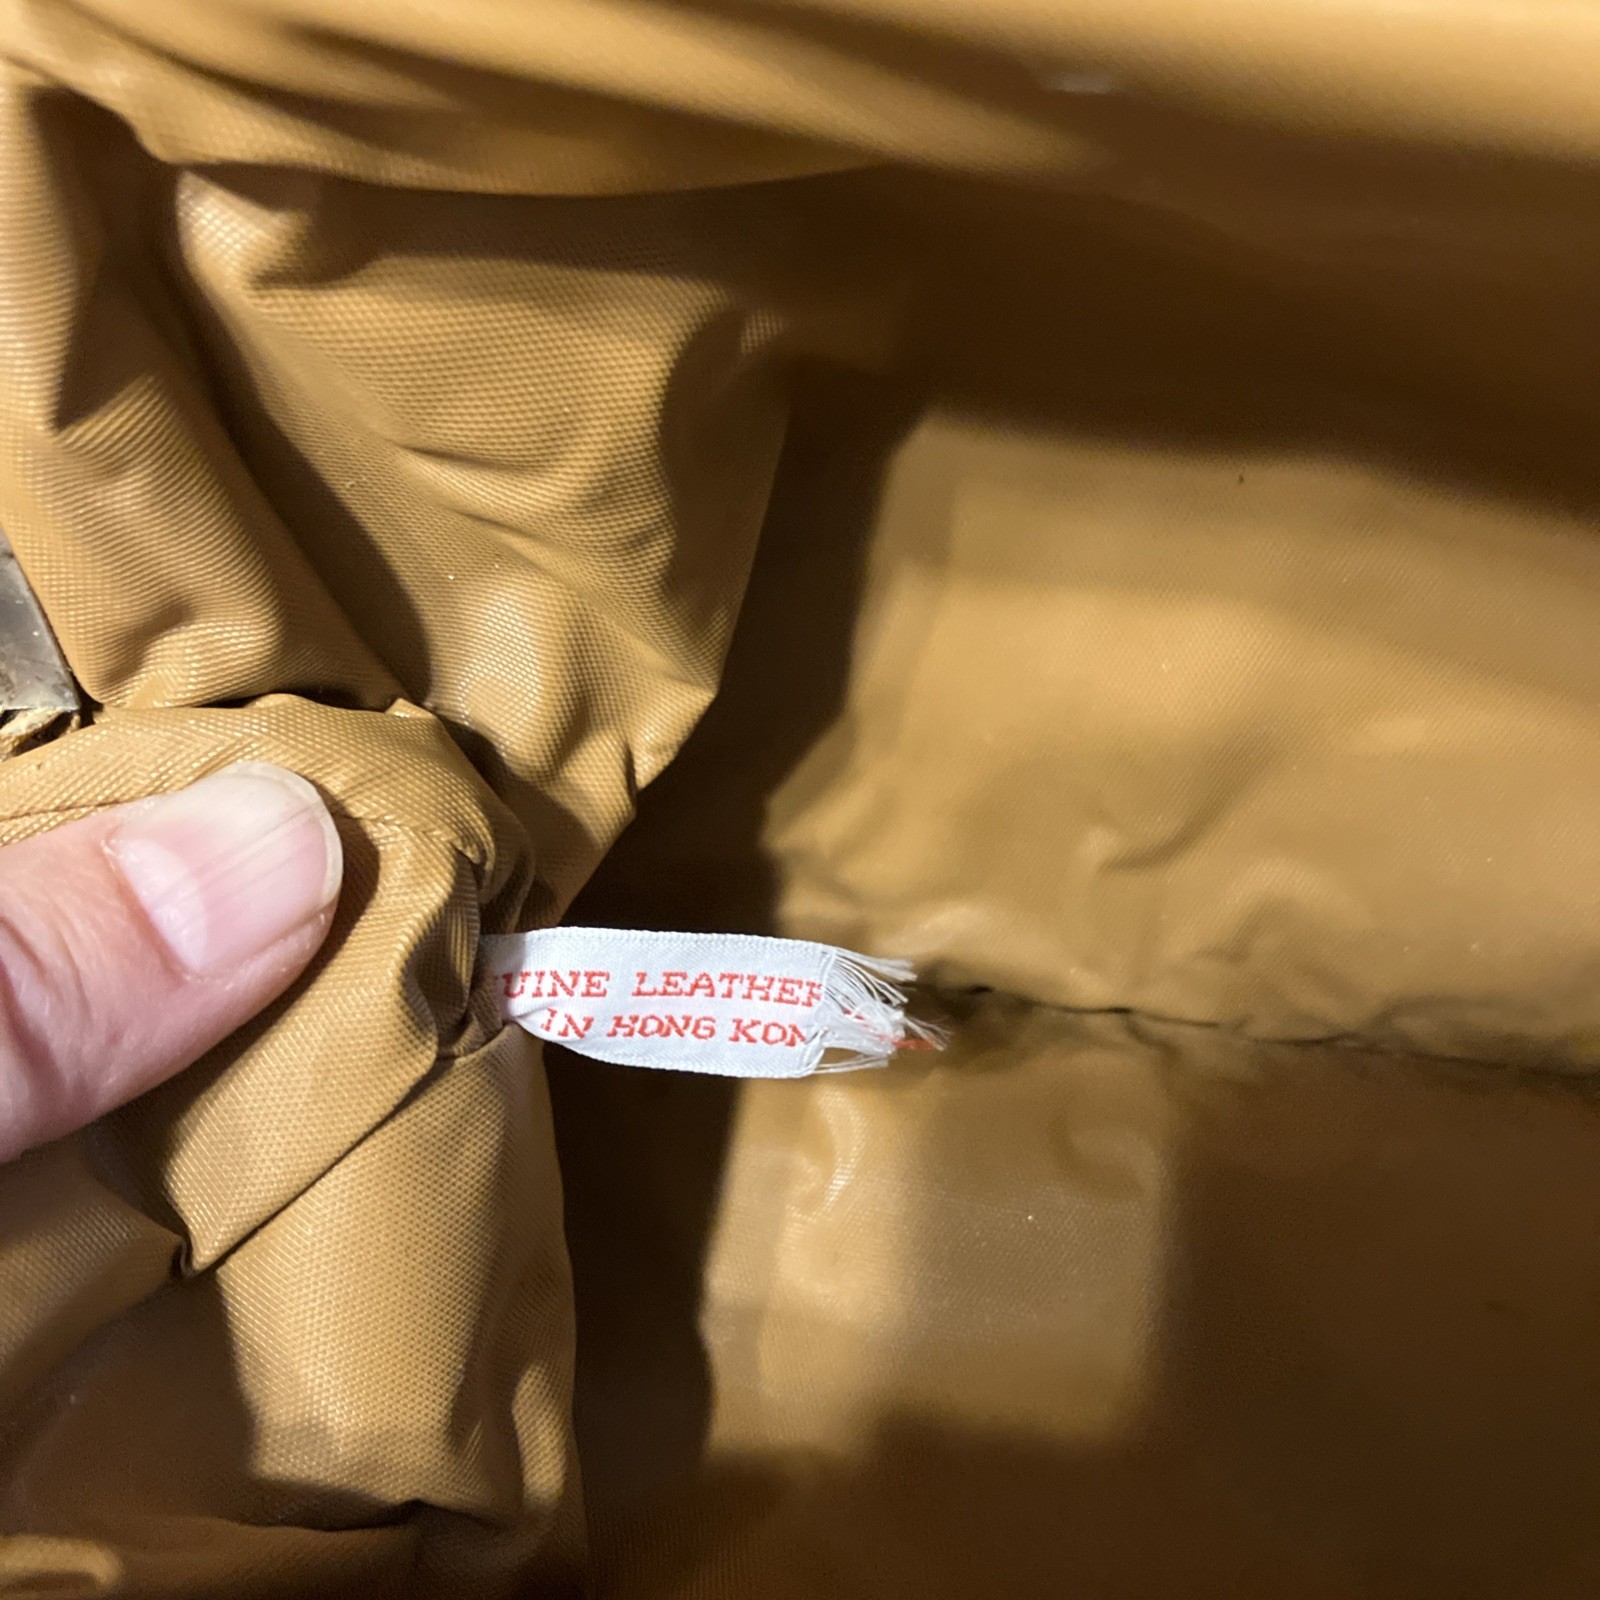 UINE LEATHER
IN HONG KON